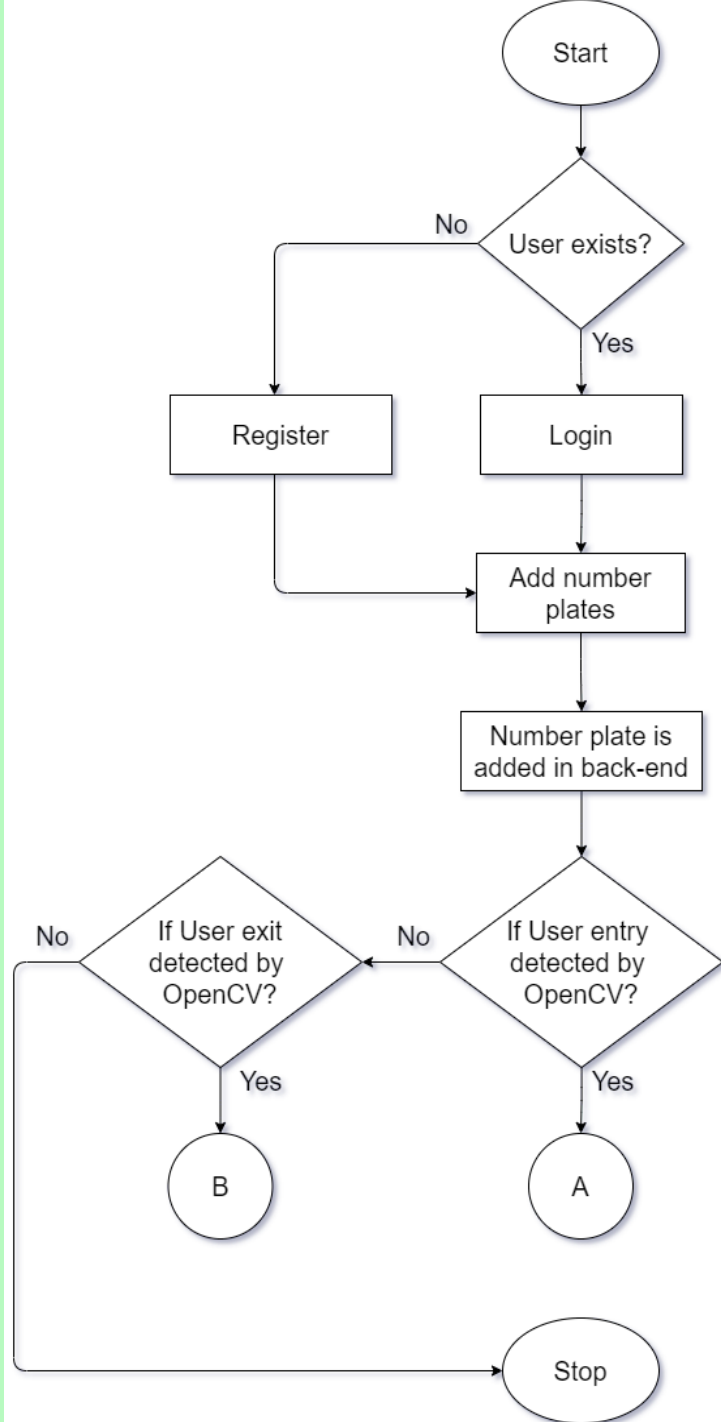 Start
No
User exists?
Yes
Register
Login
Add number
plates
Number plate is
added in back-end
No
If User exit
detected by
OpenCV?
No
If User entry
detected by
OpenCV?
Yes
Yes
B
A
Stop